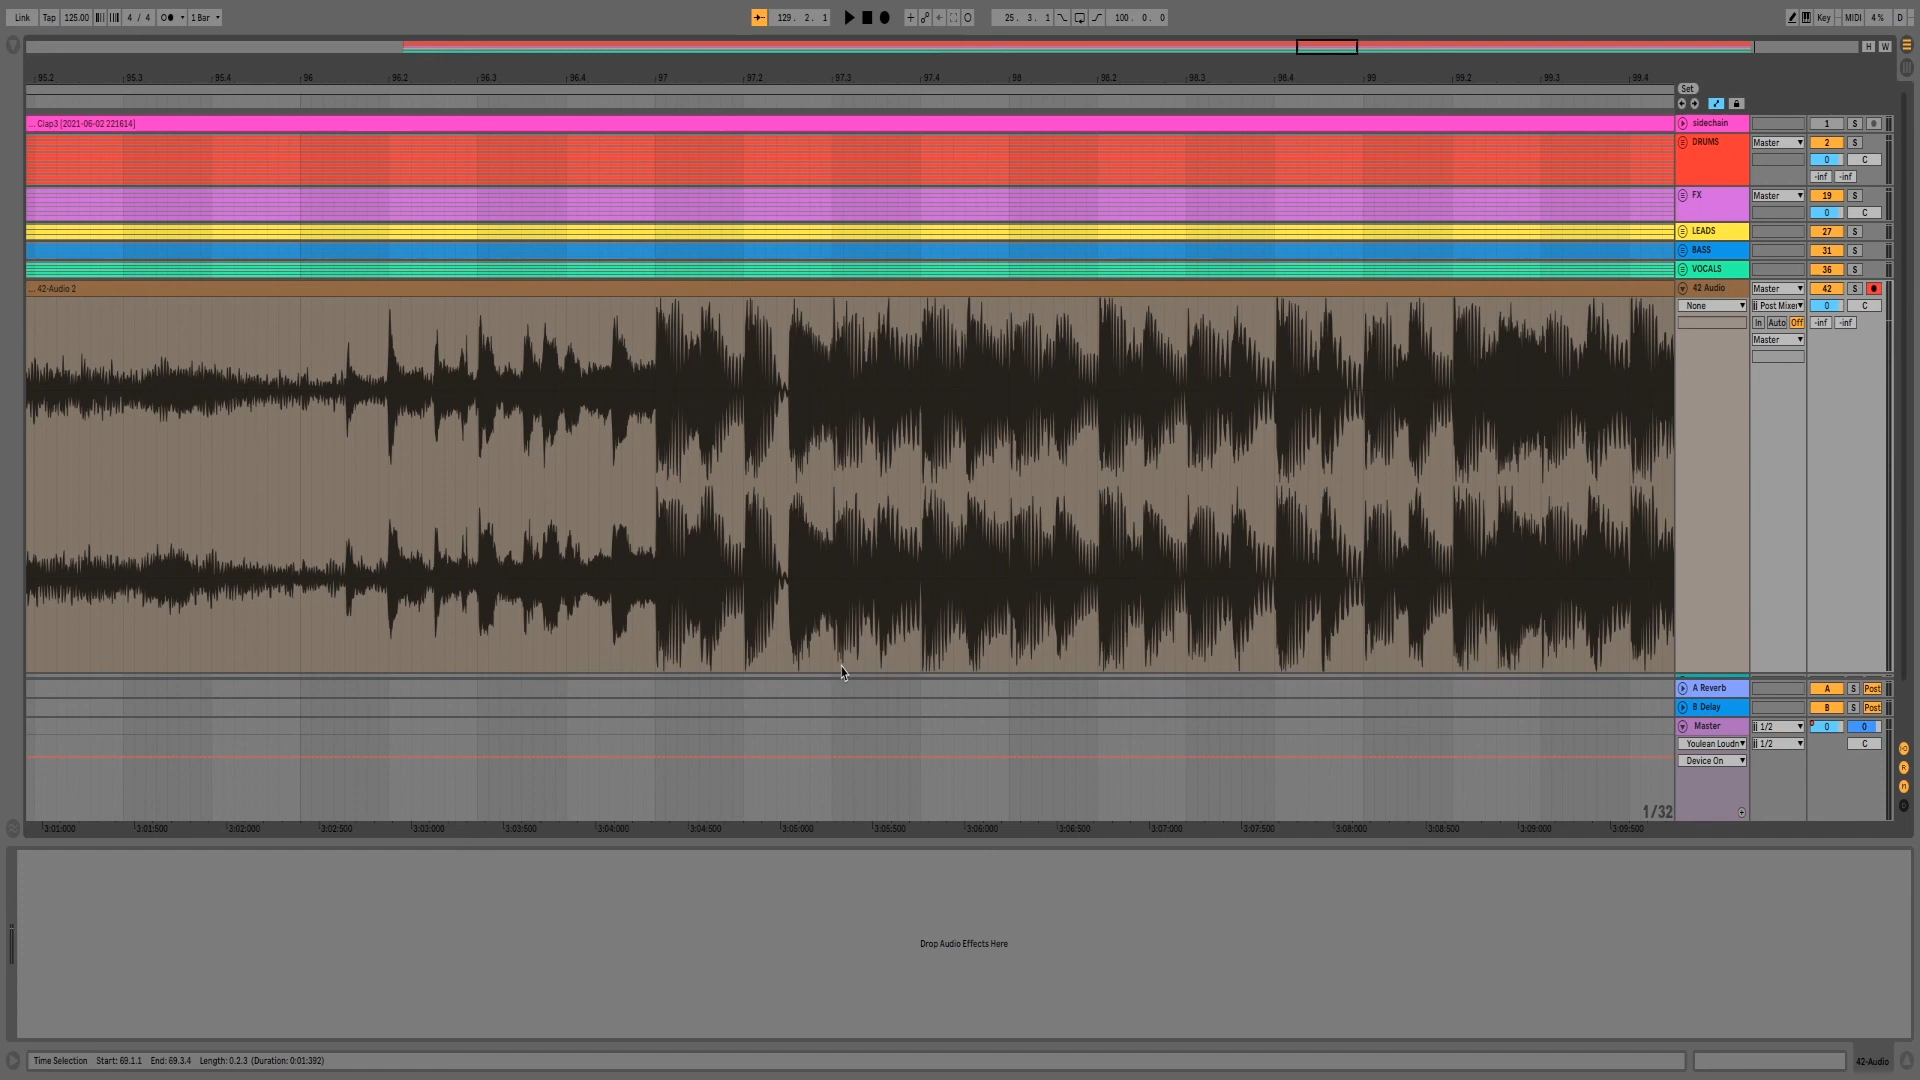 Link Tap 125.00 4 / 4 1 Bar 129. 2. 1 25. 3. 1 100. 0. 0 Key MIDI 4 % D
H W
95.2 95.3 95.4 96 96.2 96.3 96.4 97 97.2 97.3 97.4 98 98.2 98.3 98.4 99 99.2 99.3 99.4
Set
... Clap3 [2021-06-02 221614] sidechain 1 S
DRUMS Master 2 S
0 C
-inf -inf
FX Master 19 S
0 C
LEADS 27 S
BASS 31 S
VOCALS 36 S
... 42-Audio 2 42 Audio Master 42 S
None Post Mixer 0 C
In Auto Off -inf -inf
Master
A Reverb A S Post
B Delay B S Post
Master 1/2 0 0
Youlean Loudn 1/2 C
Device On
1/32
3:01:000 3:01:500 3:02:000 3:02:500 3:03:000 3:03:500 3:04:000 3:04:500 3:05:000 3:05:500 3:06:000 3:06:500 3:07:000 3:07:500 3:08:000 3:08:500 3:09:000 3:09:500
Drop Audio Effects Here
Time Selection Start: 69.1.1 End: 69.3.4 Length: 0.2.3 (Duration: 0:01:392) 42-Audio